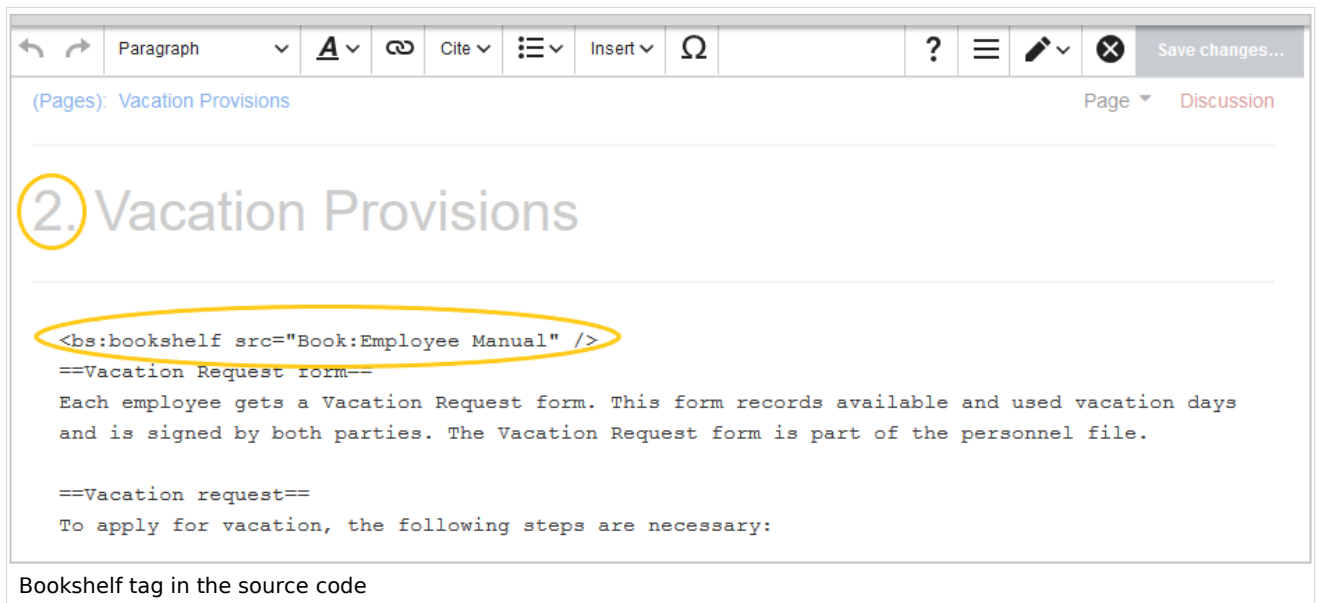 Paragraph A Cite Insert Ω ? Save changes...
(Pages): Vacation Provisions Page Discussion
2. Vacation Provisions
<bs:bookshelf src="Book:Employee Manual" />
==Vacation Request form==
Each employee gets a Vacation Request form. This form records available and used vacation days
and is signed by both parties. The Vacation Request form is part of the personnel file.
==Vacation request==
To apply for vacation, the following steps are necessary:
Bookshelf tag in the source code